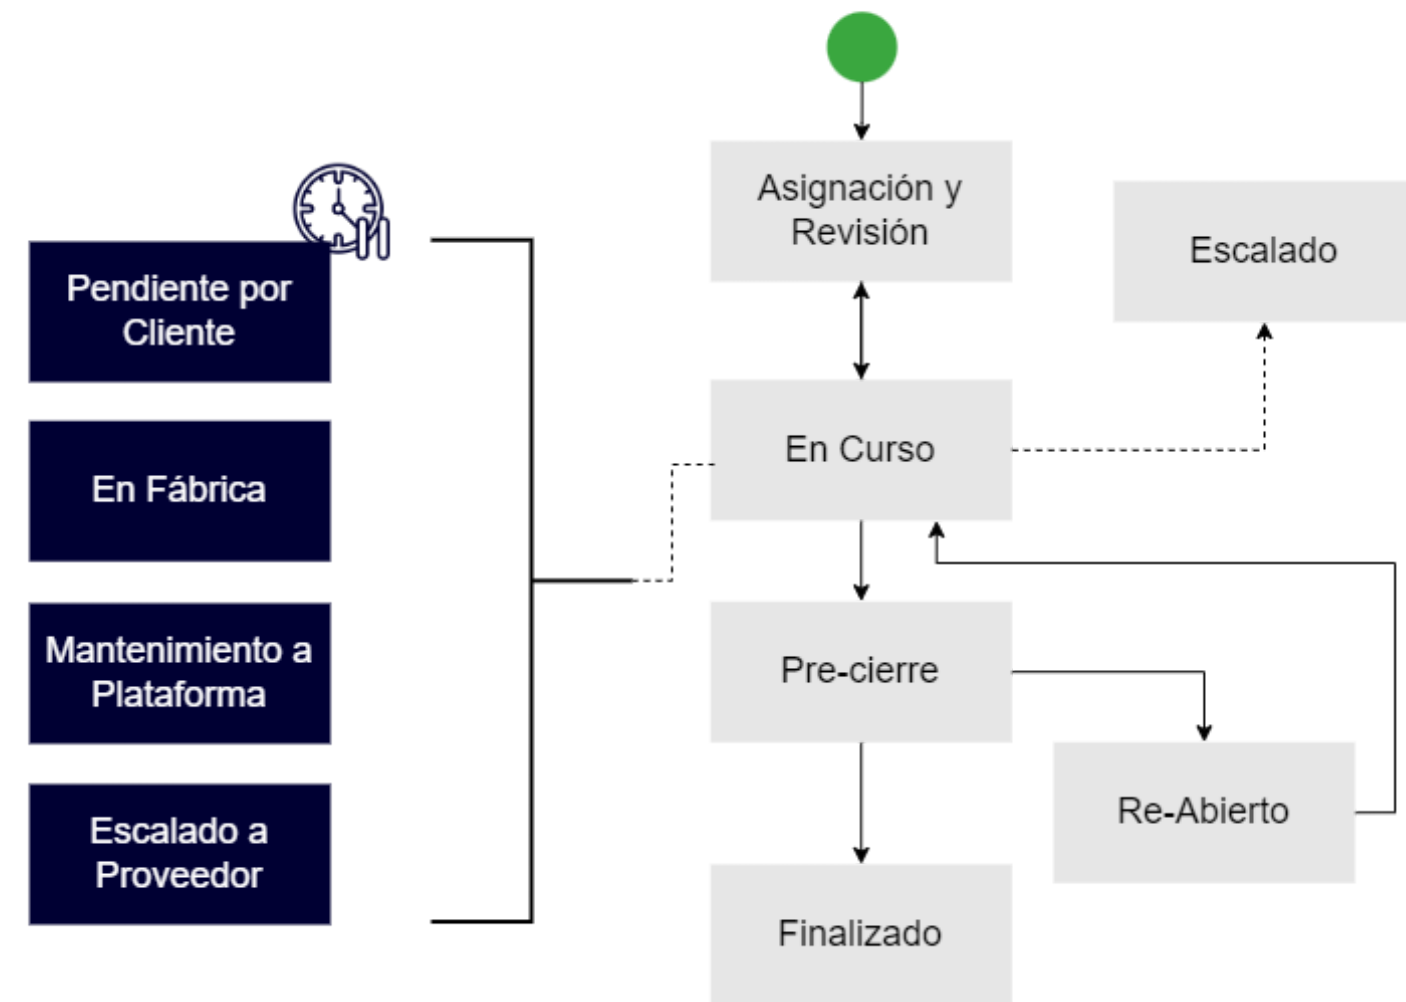 Asignación y
Revisión
Escalado
Pendiente por
Cliente
En Curso
En Fábrica
Mantenimiento a
Plataforma
Pre-cierre
Re-Abierto
Escalado a
Proveedor
Finalizado